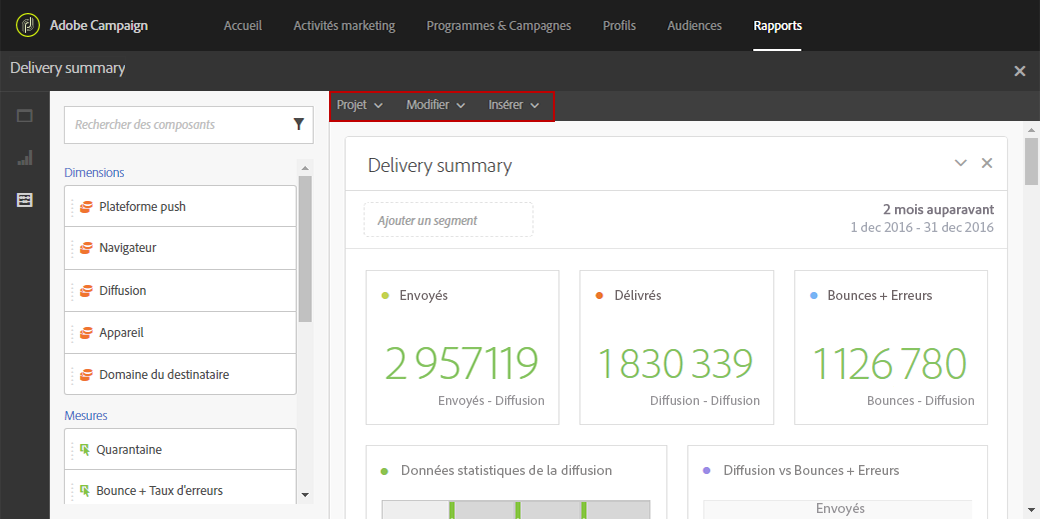 Adobe Campaign Accueil Activités marketing Programmes & Campagnes Profils Audiences Rapports
Delivery summary
Projet Modifier Insérer
Rechercher des composants
Dimensions
Plateforme push
Navigateur
Diffusion
Appareil
Domaine du destinataire
Mesures
Quarantaine
Bounce + Taux d'erreurs
Delivery summary
Ajouter un segment
2 mois auparavant
1 dec 2016 - 31 dec 2016
Envoyés
2 957119
Envoyés - Diffusion
Délivrés
1 830 339
Diffusion - Diffusion
Bounces + Erreurs
1 126 780
Bounces - Diffusion
Données statistiques de la diffusion
Diffusion vs Bounces + Erreurs
Envoyés